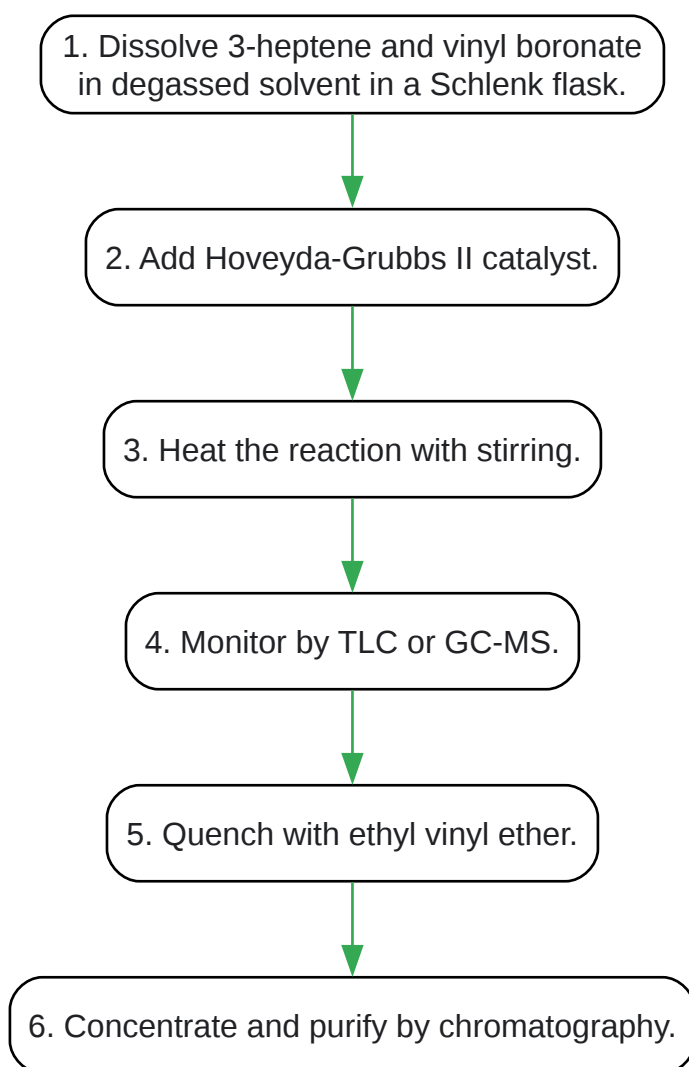 1. Dissolve 3-heptene and vinyl boronate
in degassed solvent in a Schlenk flask.
2. Add Hoveyda-Grubbs II catalyst.
3. Heat the reaction with stirring.
4. Monitor by TLC or GC-MS.
5. Quench with ethyl vinyl ether.
6. Concentrate and purify by chromatography.